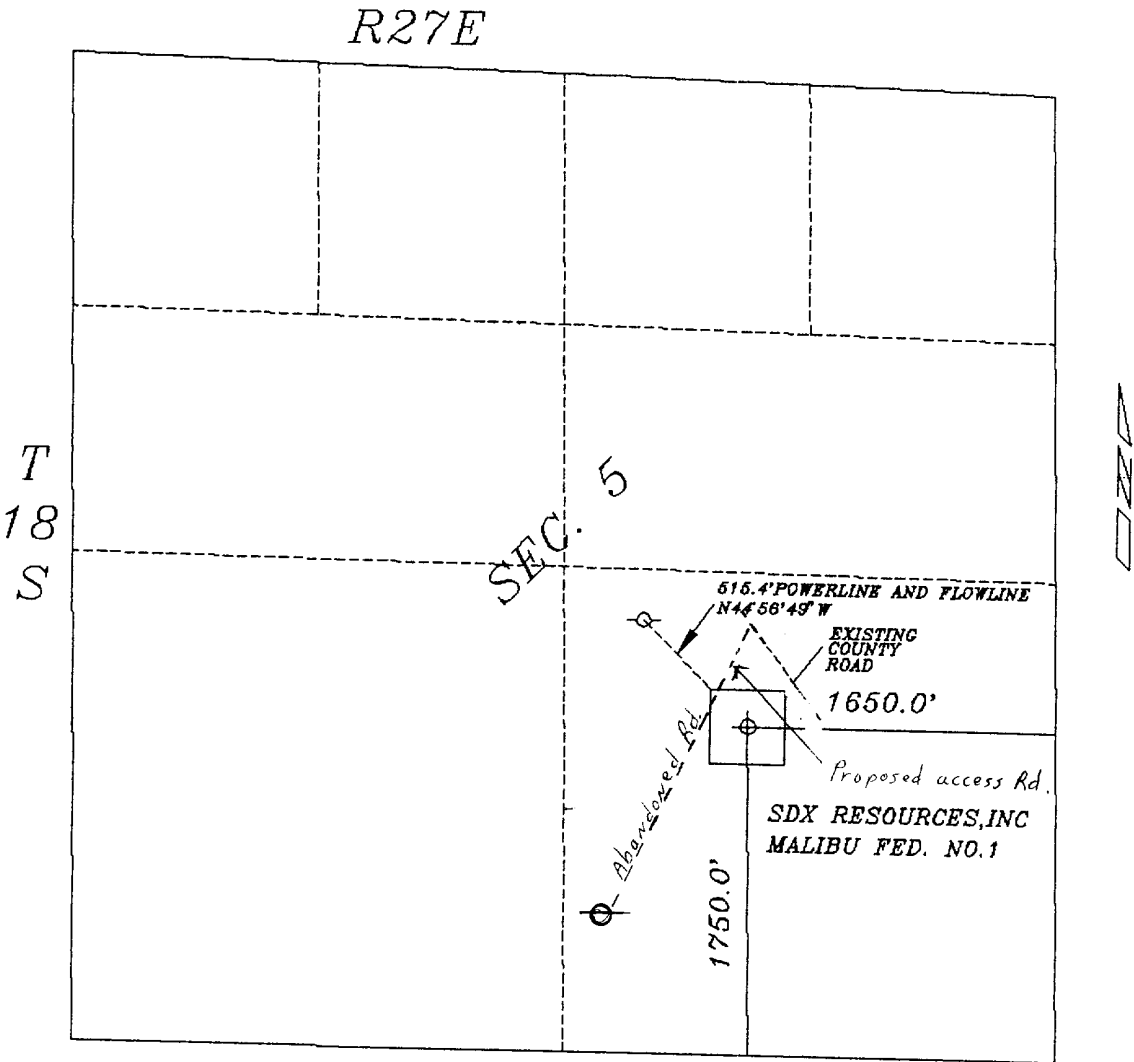 R27E
T
18
S
SEC. 5
515.4' POWERLINE AND FLOWLINE
N44°56'49" W
EXISTING
COUNTY
ROAD
1650.0'
Abandoned Rd.
Proposed access Rd.
SDX RESOURCES,INC
MALIBU FED. NO.1
1750.0'
N